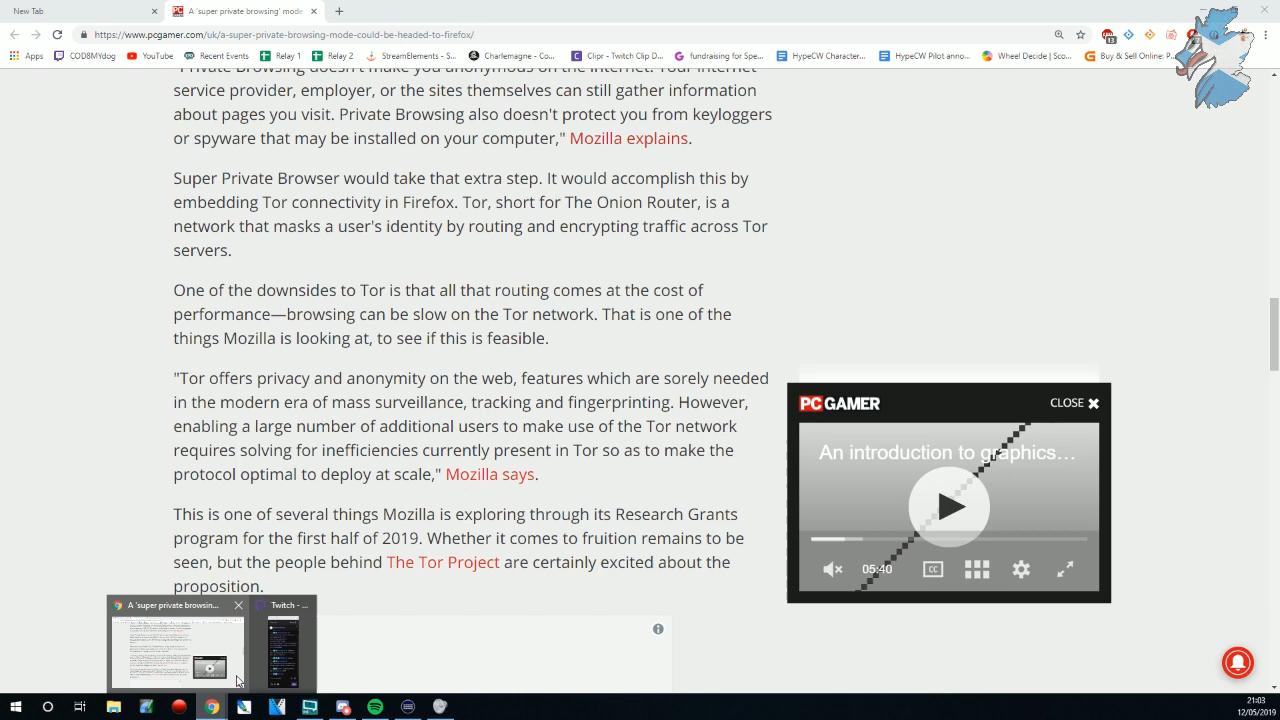 New Tab
A 'super private browsing' mode
https://www.pcgamer.com/uk/a-super-private-browsing-mode-could-be-headed-to-firefox/
Apps
COD8MYdog
YouTube
Recent Events
Relay 1
Relay 2
Streamelements - S...
Charlemagne - Co...
Clipr - Twitch Clip D...
fundraising for Spe...
HypeCW Characte...
HypeCW Pilot anno...
Wheel Decide | Sco...
Buy & Sell Online: P...
"Private Browsing doesn't make you anonymous on the internet. Your internet
service provider, employer, or the sites themselves can still gather information
about pages you visit. Private Browsing also doesn't protect you from keyloggers
or spyware that may be installed on your computer," Mozilla explains.
Super Private Browser would take that extra step. It would accomplish this by
embedding Tor connectivity in Firefox. Tor, short for The Onion Router, is a
network that masks a user's identity by routing and encrypting traffic across Tor
servers.
One of the downsides to Tor is that all that routing comes at the cost of
performance—browsing can be slow on the Tor network. That is one of the
things Mozilla is looking at, to see if this is feasible.
"Tor offers privacy and anonymity on the web, features which are sorely needed
in the modern era of mass surveillance, tracking and fingerprinting. However,
enabling a large number of additional users to make use of the Tor network
requires solving for inefficiencies currently present in Tor so as to make the
protocol optimal to deploy at scale," Mozilla says.
This is one of several things Mozilla is exploring through its Research Grants
program for the first half of 2019. Whether it comes to fruition remains to be
seen, but the people behind The Tor Project are certainly excited about the
proposition.
PC GAMER
CLOSE
An introduction to graphics...
05:40
CC
A 'super private browsin...
Twitch - ...
21:03
12/05/2019